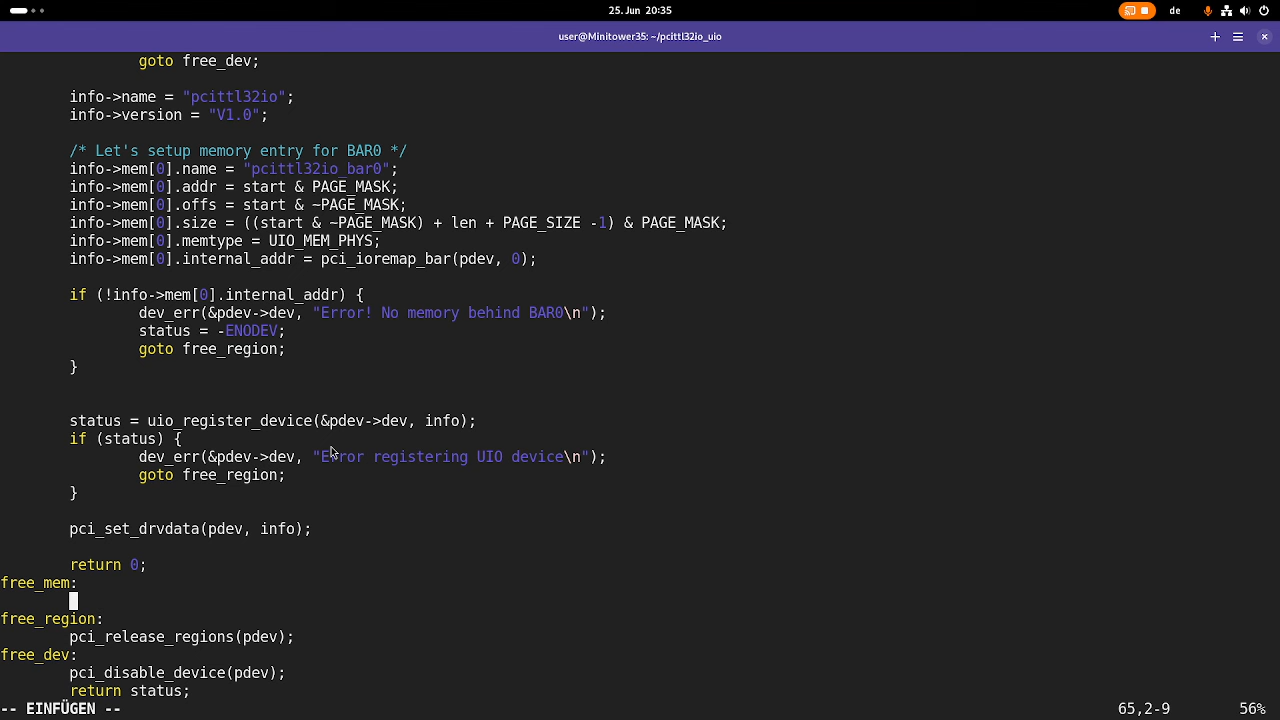 25. Jun 20:35
de
user@Minitower35: ~/pcittl32io_uio
goto free_dev;
info->name = "pcittl32io";
info->version = "V1.0";
/* Let's setup memory entry for BAR0 */
info->mem[0].name = "pcittl32io_bar0";
info->mem[0].addr = start & PAGE_MASK;
info->mem[0].offs = start & ~PAGE_MASK;
info->mem[0].size = ((start & ~PAGE_MASK) + len + PAGE_SIZE -1) & PAGE_MASK;
info->mem[0].memtype = UIO_MEM_PHYS;
info->mem[0].internal_addr = pci_ioremap_bar(pdev, 0);
if (!info->mem[0].internal_addr) {
dev_err(&pdev->dev, "Error! No memory behind BAR0\n");
status = -ENODEV;
goto free_region;
}
status = uio_register_device(&pdev->dev, info);
if (status) {
dev_err(&pdev->dev, "Error registering UIO device\n");
goto free_region;
}
pci_set_drvdata(pdev, info);
return 0;
free_mem:
free_region:
pci_release_regions(pdev);
free_dev:
pci_disable_device(pdev);
return status;
-- EINFÜGEN -- 65,2-9 56%